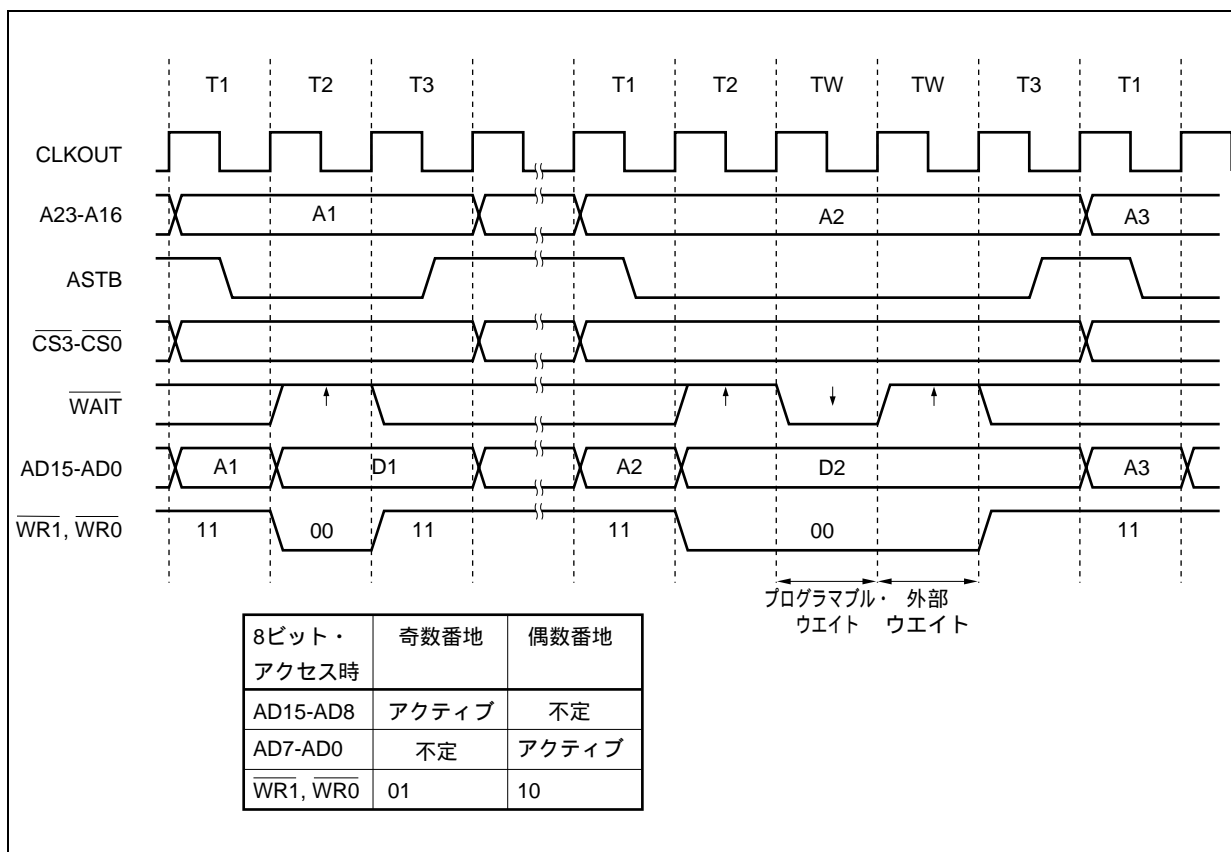 T1 T2 T3 T1 T2 TW TW T3 T1
CLKOUT
A23-A16 A1 A2 A3
ASTB
CS3-CS0
WAIT
AD15-AD0 A1 D1 A2 D2 A3
WR1, WR0 11 00 11 11 00 11
プログラマブル・ 外部
ウエイト ウエイト
8ビット・ 奇数番地 偶数番地
アクセス時
AD15-AD8 アクティブ 不定
AD7-AD0 不定 アクティブ
WR1, WR0 01 10